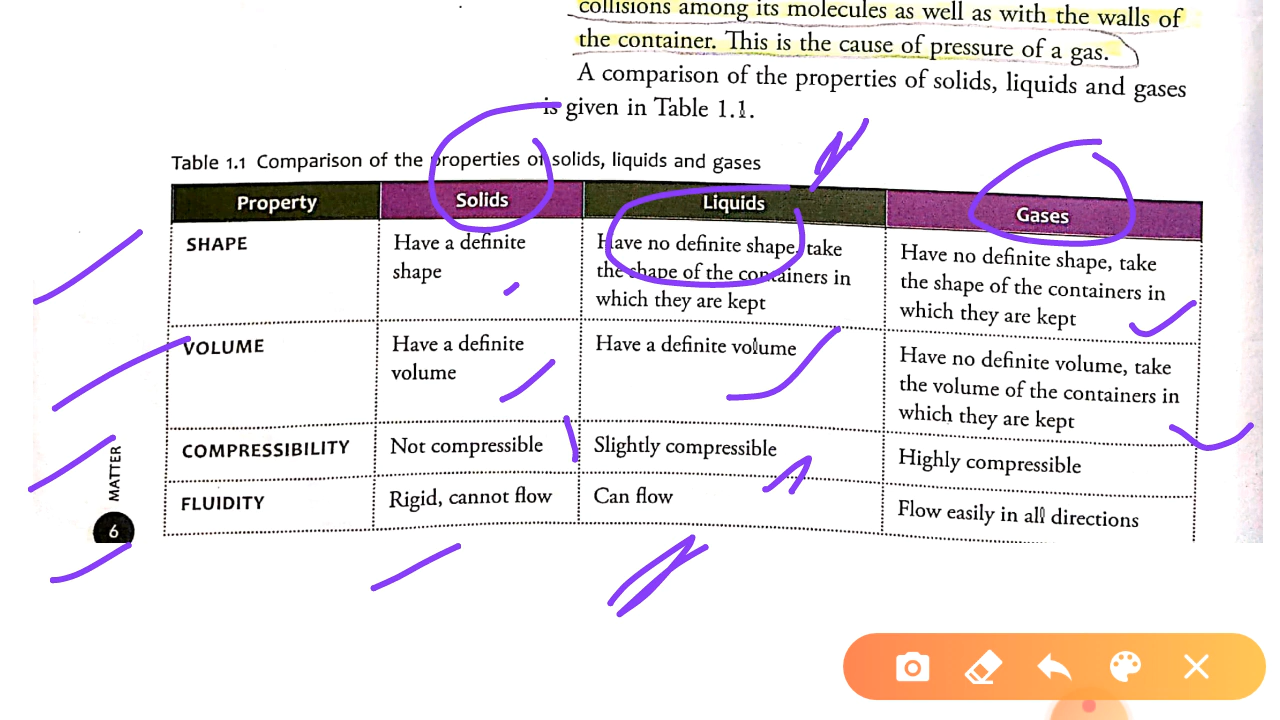 collisions among its molecules as well as with the walls of
the container. This is the cause of pressure of a gas.
A comparison of the properties of solids, liquids and gases
is given in Table 1.1.
Table 1.1 Comparison of the properties of solids, liquids and gases
Property Solids Liquids Gases
SHAPE
Have a definite
shape
Have no definite shape, take
the shape of the containers in
which they are kept
Have no definite shape, take
the shape of the containers in
which they are kept
VOLUME
Have a definite
volume
Have a definite volume
Have no definite volume, take
the volume of the containers in
which they are kept
COMPRESSIBILITY Not compressible Slightly compressible Highly compressible
FLUIDITY Rigid, cannot flow Can flow Flow easily in all directions
MATTER
6